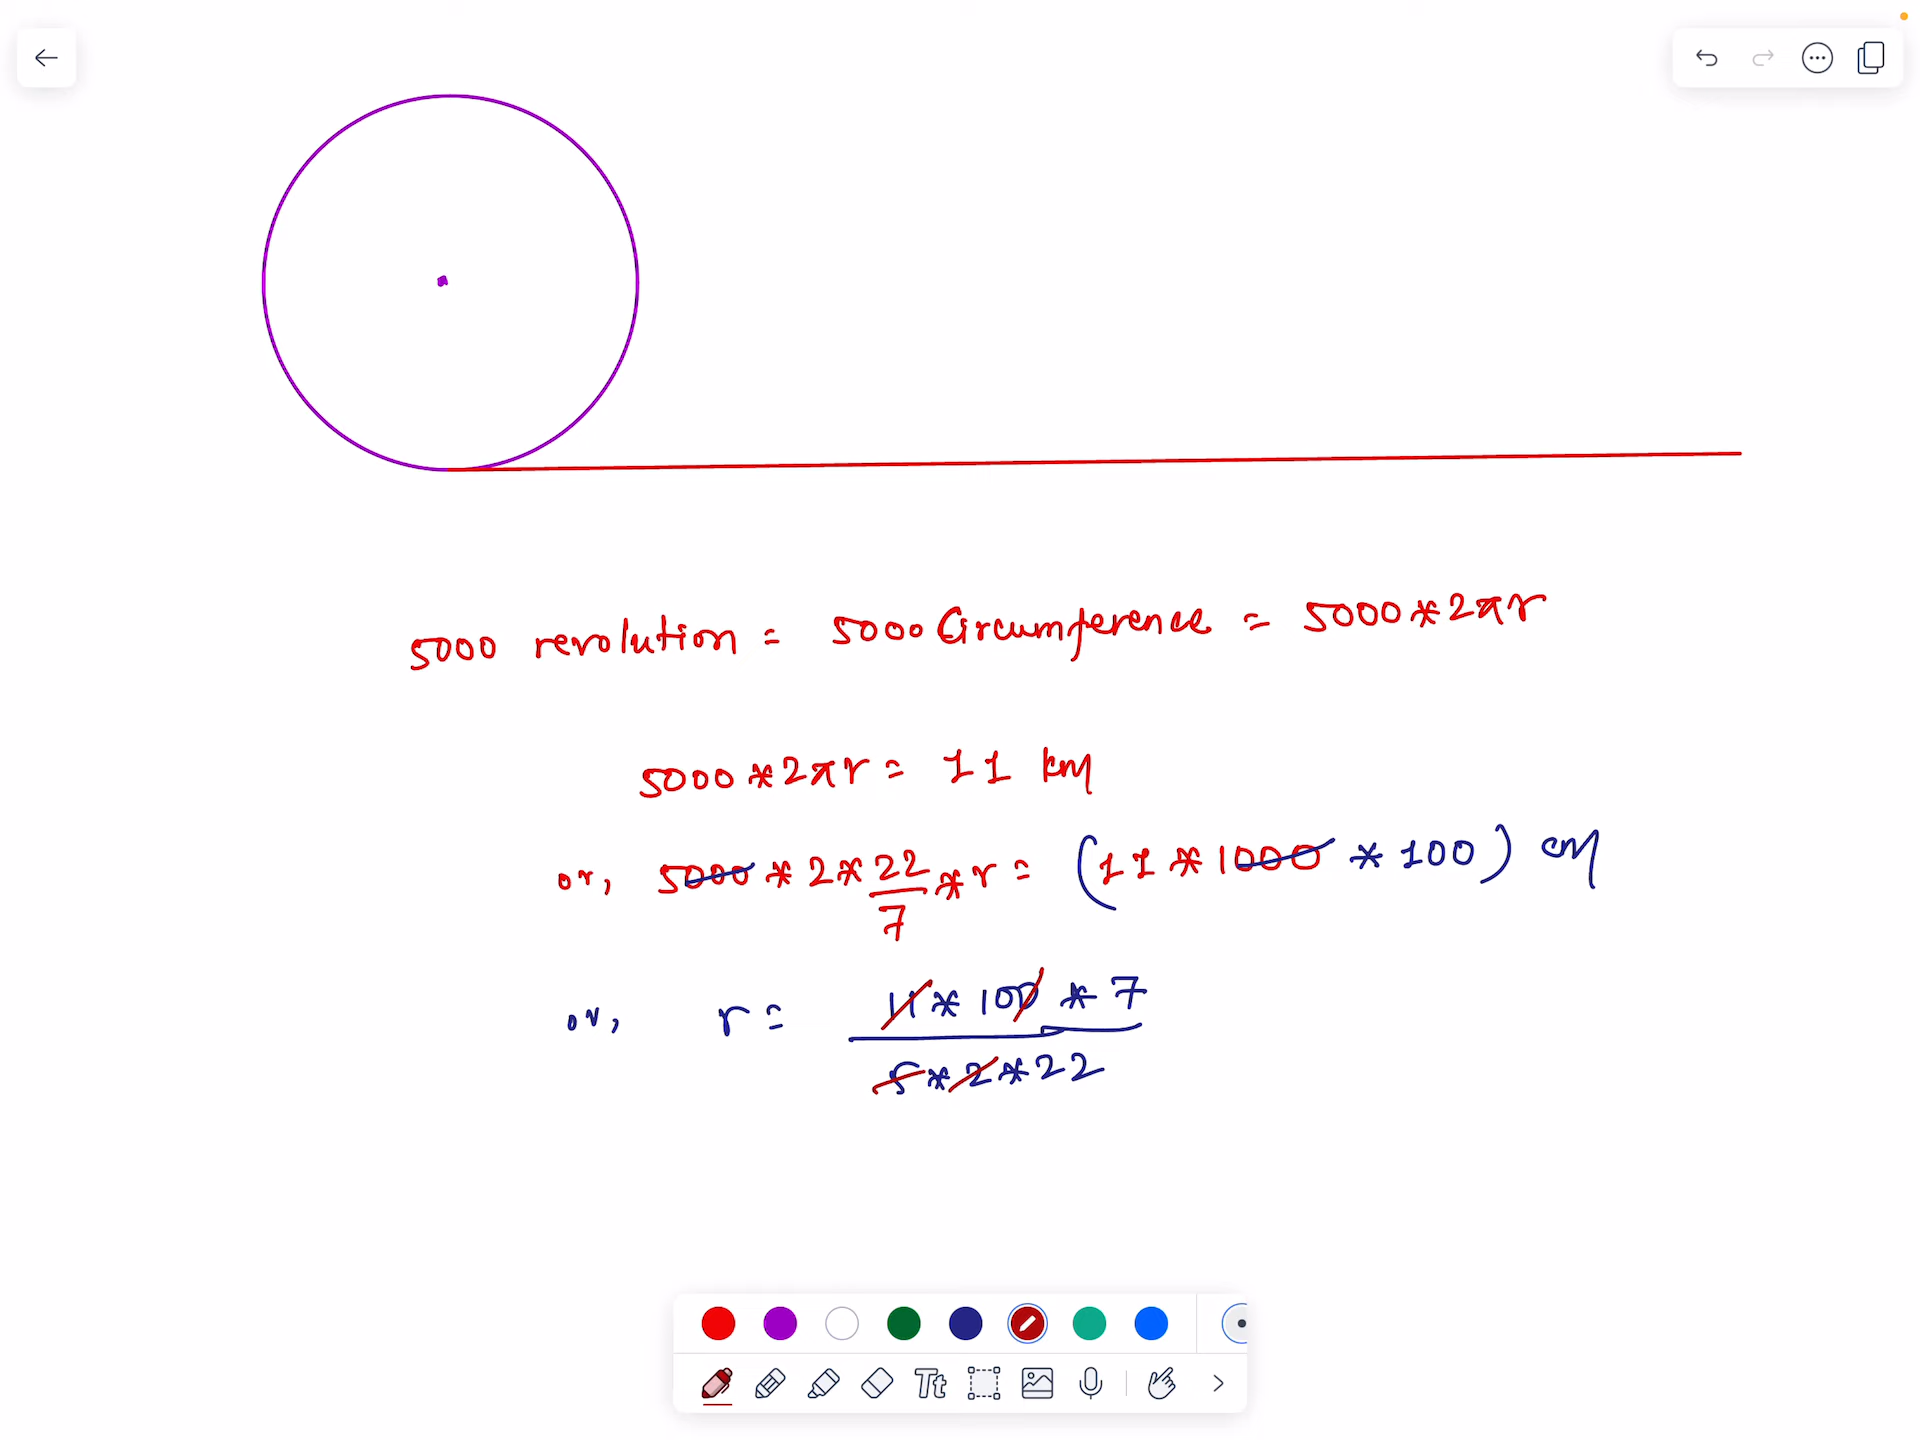 5000 revolution = 5000 Circumference = 5000 * 2πr
5000 * 2πr = 11 km
or, 5000 * 2 * 22/7 * r = (11 * 1000 * 100) cm
or, r = 11 * 100 * 7 / 5 * 2 * 22
Tt